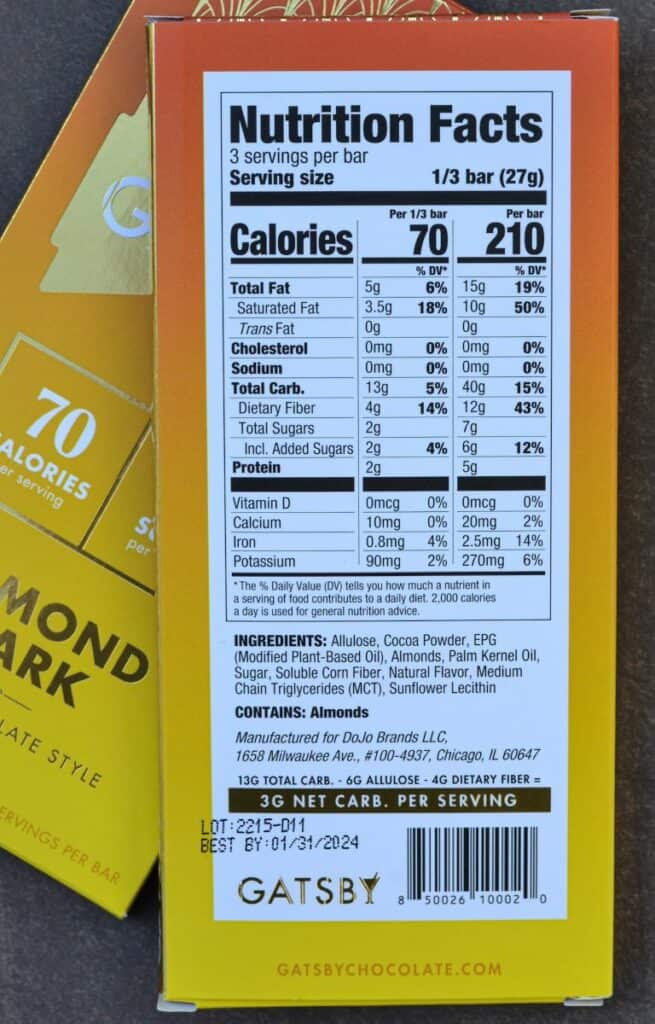 Nutrition Facts
3 servings per bar
Serving size 1/3 bar (27g)
Per 1/3 bar Per bar
Calories 70 210
% DV* % DV*
Total Fat 5g 6% 15g 19%
Saturated Fat 3.5g 18% 10g 50%
Trans Fat 0g 0g
Cholesterol 0mg 0% 0mg 0%
Sodium 0mg 0% 0mg 0%
Total Carb. 13g 5% 40g 15%
Dietary Fiber 4g 14% 12g 43%
Total Sugars 2g 7g
Incl. Added Sugars 2g 4% 6g 12%
Protein 2g 5g
Vitamin D 0mcg 0% 0mcg 0%
Calcium 10mg 0% 20mg 2%
Iron 0.8mg 4% 2.5mg 14%
Potassium 90mg 2% 270mg 6%
* The % Daily Value (DV) tells you how much a nutrient in
a serving of food contributes to a daily diet. 2,000 calories
a day is used for general nutrition advice.
INGREDIENTS: Allulose, Cocoa Powder, EPG
(Modified Plant-Based Oil), Almonds, Palm Kernel Oil,
Sugar, Soluble Corn Fiber, Natural Flavor, Medium
Chain Triglycerides (MCT), Sunflower Lecithin
CONTAINS: Almonds
Manufactured for DoJo Brands LLC,
1658 Milwaukee Ave., #100-4937, Chicago, IL 60647
13G TOTAL CARB. - 6G ALLULOSE - 4G DIETARY FIBER =
3G NET CARB. PER SERVING
LOT:2215-D11
BEST BY:01/31/2024
GATSBY
8 50026 10002 0
GATSBYCHOCOLATE.COM
G
70
ALORIES
er serving
per
MOND
ARK
LATE STYLE
ERVINGS PER BAR